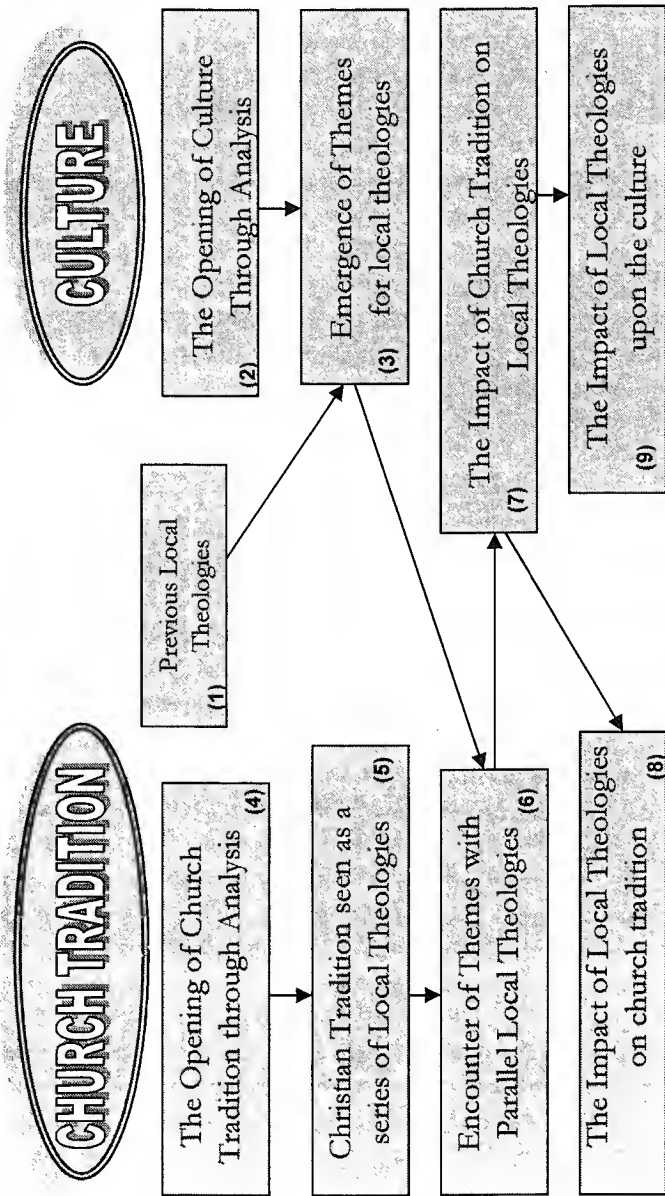 CHURCH TRADITION
CULTURE
Previous Local
Theologies
(1)
The Opening of Culture
Through Analysis
(2)
Emergence of Themes
for local theologies
(3)
The Opening of Church
Tradition through Analysis
(4)
Christian Tradition seen as a
series of Local Theologies
(5)
Encounter of Themes with
Parallel Local Theologies
(6)
The Impact of Church Tradition on
Local Theologies
(7)
The Impact of Local Theologies
on church tradition
(8)
The Impact of Local Theologies
upon the culture
(9)